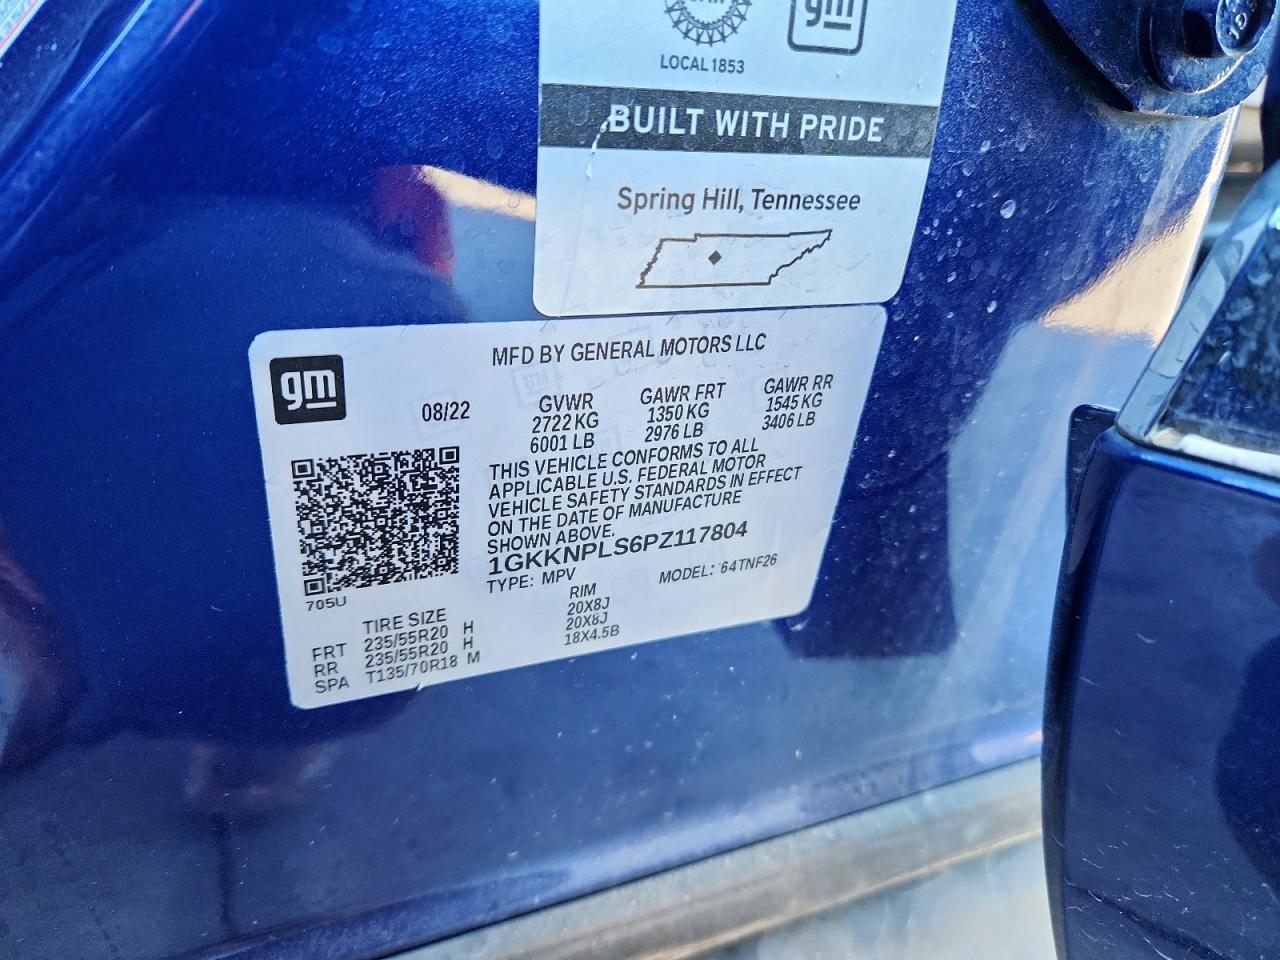 gm
LOCAL 1853
BUILT WITH PRIDE
Spring Hill, Tennessee
MFD BY GENERAL MOTORS LLC
gm
08/22
GVWR
2722 KG
6001 LB
GAWR FRT
1350 KG
2976 LB
GAWR RR
1545 KG
3406 LB
THIS VEHICLE CONFORMS TO ALL
APPLICABLE U.S. FEDERAL MOTOR
VEHICLE SAFETY STANDARDS IN EFFECT
ON THE DATE OF MANUFACTURE
SHOWN ABOVE.
1GKKNPLS6PZ117804
TYPE: MPV
MODEL: 64TNF26
705U
TIRE SIZE
RIM
FRT 235/55R20 H 20X8J
RR 235/55R20 H 20X8J
SPA T135/70R18 M 18X4.5B